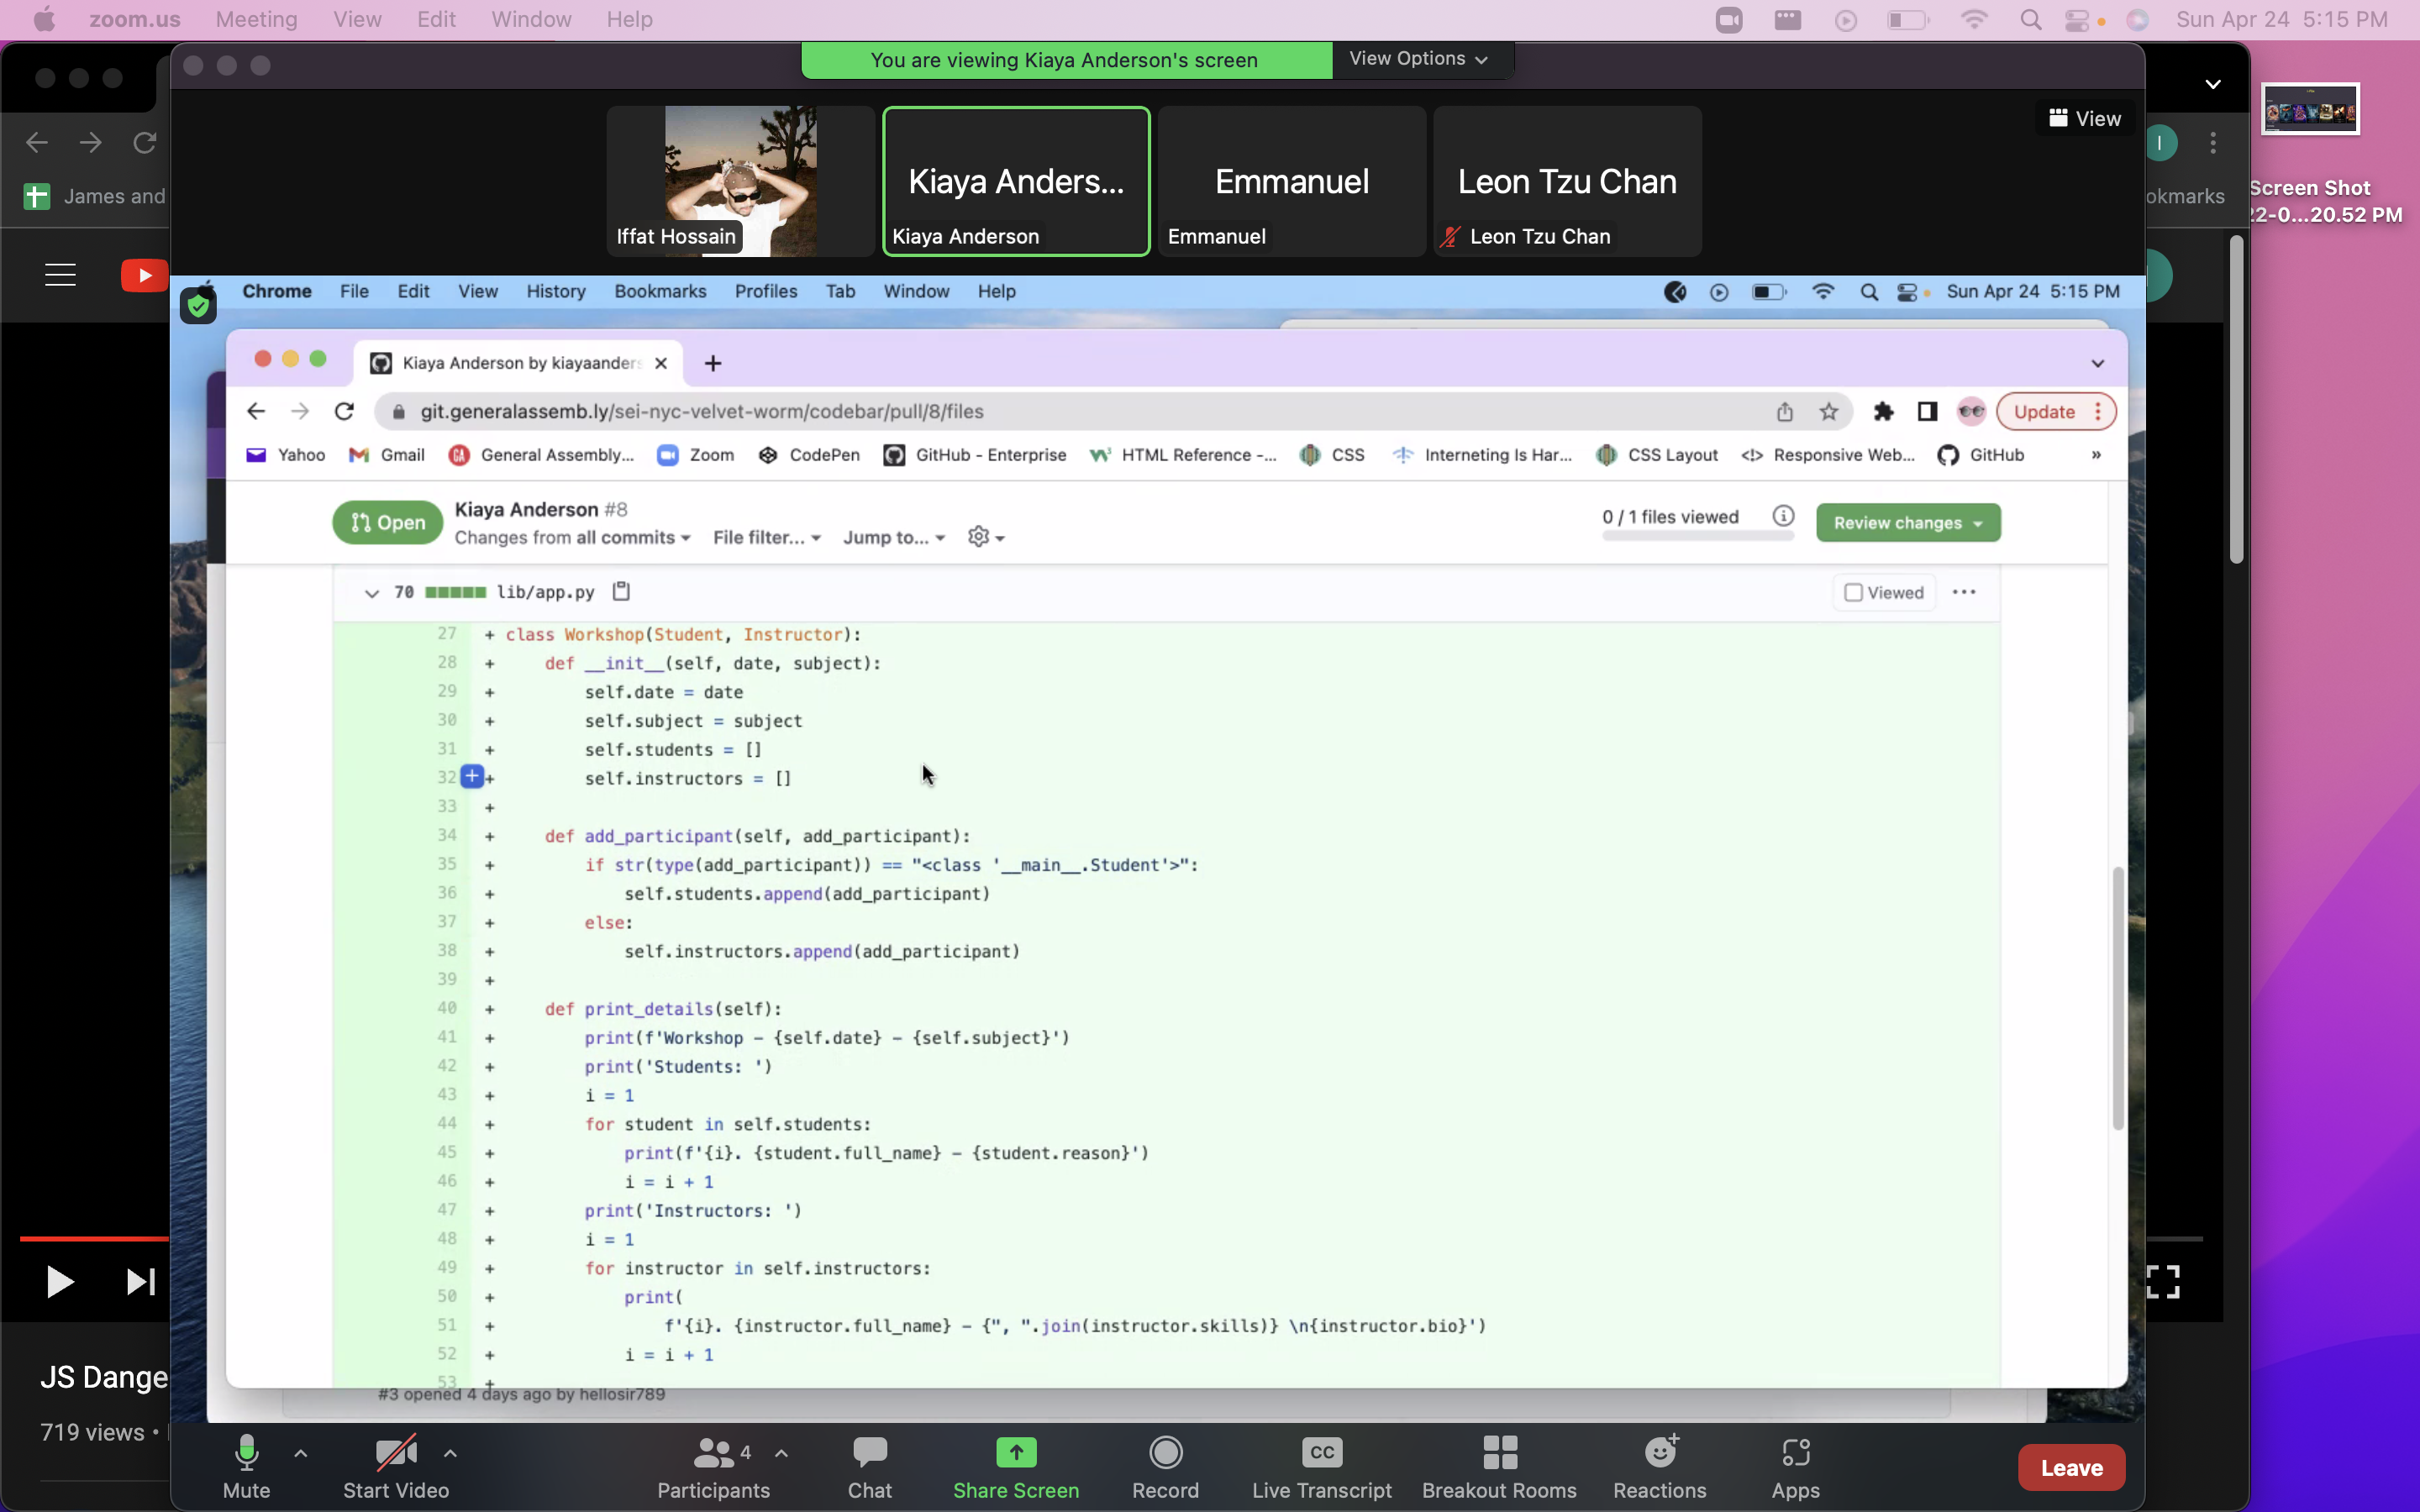 zoom.us Meeting View Edit Window Help Sun Apr 24 5:15 PM
You are viewing Kiaya Anderson's screen View Options
View
Kiaya Anders... Emmanuel Leon Tzu Chan
Iffat Hossain Kiaya Anderson Emmanuel Leon Tzu Chan
James and
okmarks
Screen Shot
22-0...20.52 PM
Chrome File Edit View History Bookmarks Profiles Tab Window Help Sun Apr 24 5:15 PM
Kiaya Anderson by kiayaanders
git.generalassemb.ly/sei-nyc-velvet-worm/codebar/pull/8/files Update
Yahoo Gmail GA General Assembly... Zoom CodePen GitHub - Enterprise HTML Reference -... CSS Interneting Is Har... CSS Layout Responsive Web... GitHub »
Open Kiaya Anderson #8
Changes from all commits File filter... Jump to... 0 / 1 files viewed Review changes
70 lib/app.py Viewed
27 + class Workshop(Student, Instructor):
28 + def __init__(self, date, subject):
29 + self.date = date
30 + self.subject = subject
31 + self.students = []
32 + self.instructors = []
33 +
34 + def add_participant(self, add_participant):
35 + if str(type(add_participant)) == "<class '__main__.Student'>":
36 + self.students.append(add_participant)
37 + else:
38 + self.instructors.append(add_participant)
39 +
40 + def print_details(self):
41 + print(f'Workshop - {self.date} - {self.subject}')
42 + print('Students: ')
43 + i = 1
44 + for student in self.students:
45 + print(f'{i}. {student.full_name} - {student.reason}')
46 + i = i + 1
47 + print('Instructors: ')
48 + i = 1
49 + for instructor in self.instructors:
50 + print(
51 + f'{i}. {instructor.full_name} - {", ".join(instructor.skills)} \n{instructor.bio}')
52 + i = i + 1
53 +
#3 opened 4 days ago by hellosir789
JS Dange
719 views •
Mute Start Video Participants 4 Chat Share Screen Record CC Live Transcript Breakout Rooms Reactions Apps Leave